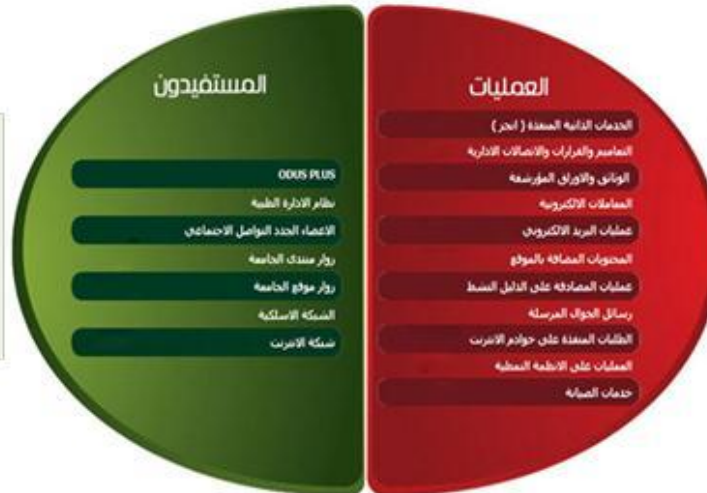 العمليات
الخدمات الذاتية المنفذة ( انجز )
التعاميم والقرارات والاتصالات الادارية
الوثائق والاوراق المؤرشفة
المعاملات الالكترونية
عمليات البريد الالكتروني
المحتويات المضافة بالموقع
عمليات المصادقة على الدليل النشط
رسائل الجوال المرسلة
الطلبات المنفذة على خوادم الانترنت
العمليات على الانظمة النمطية
خدمات الصيانة
المستفيدون
ODUS PLUS
نظام الادارة الطبية
الاعضاء الجدد التواصل الاجتماعي
زوار منتدى الجامعة
زوار موقع الجامعة
الشبكة الاسلكية
شبكة الانترنت